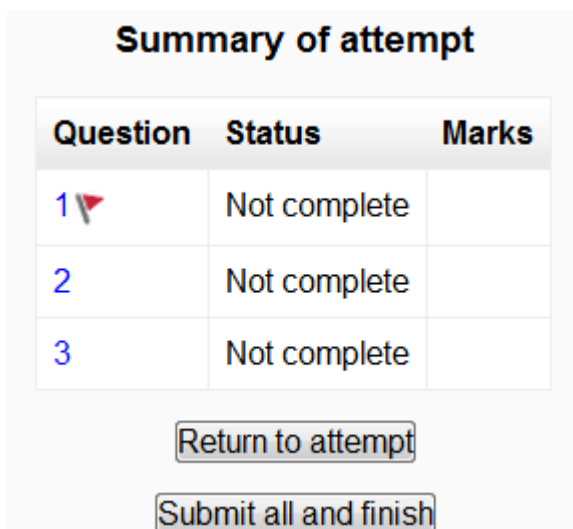 Summary of attempt
Question Status Marks
1 Not complete
2 Not complete
3 Not complete
Return to attempt
Submit all and finish